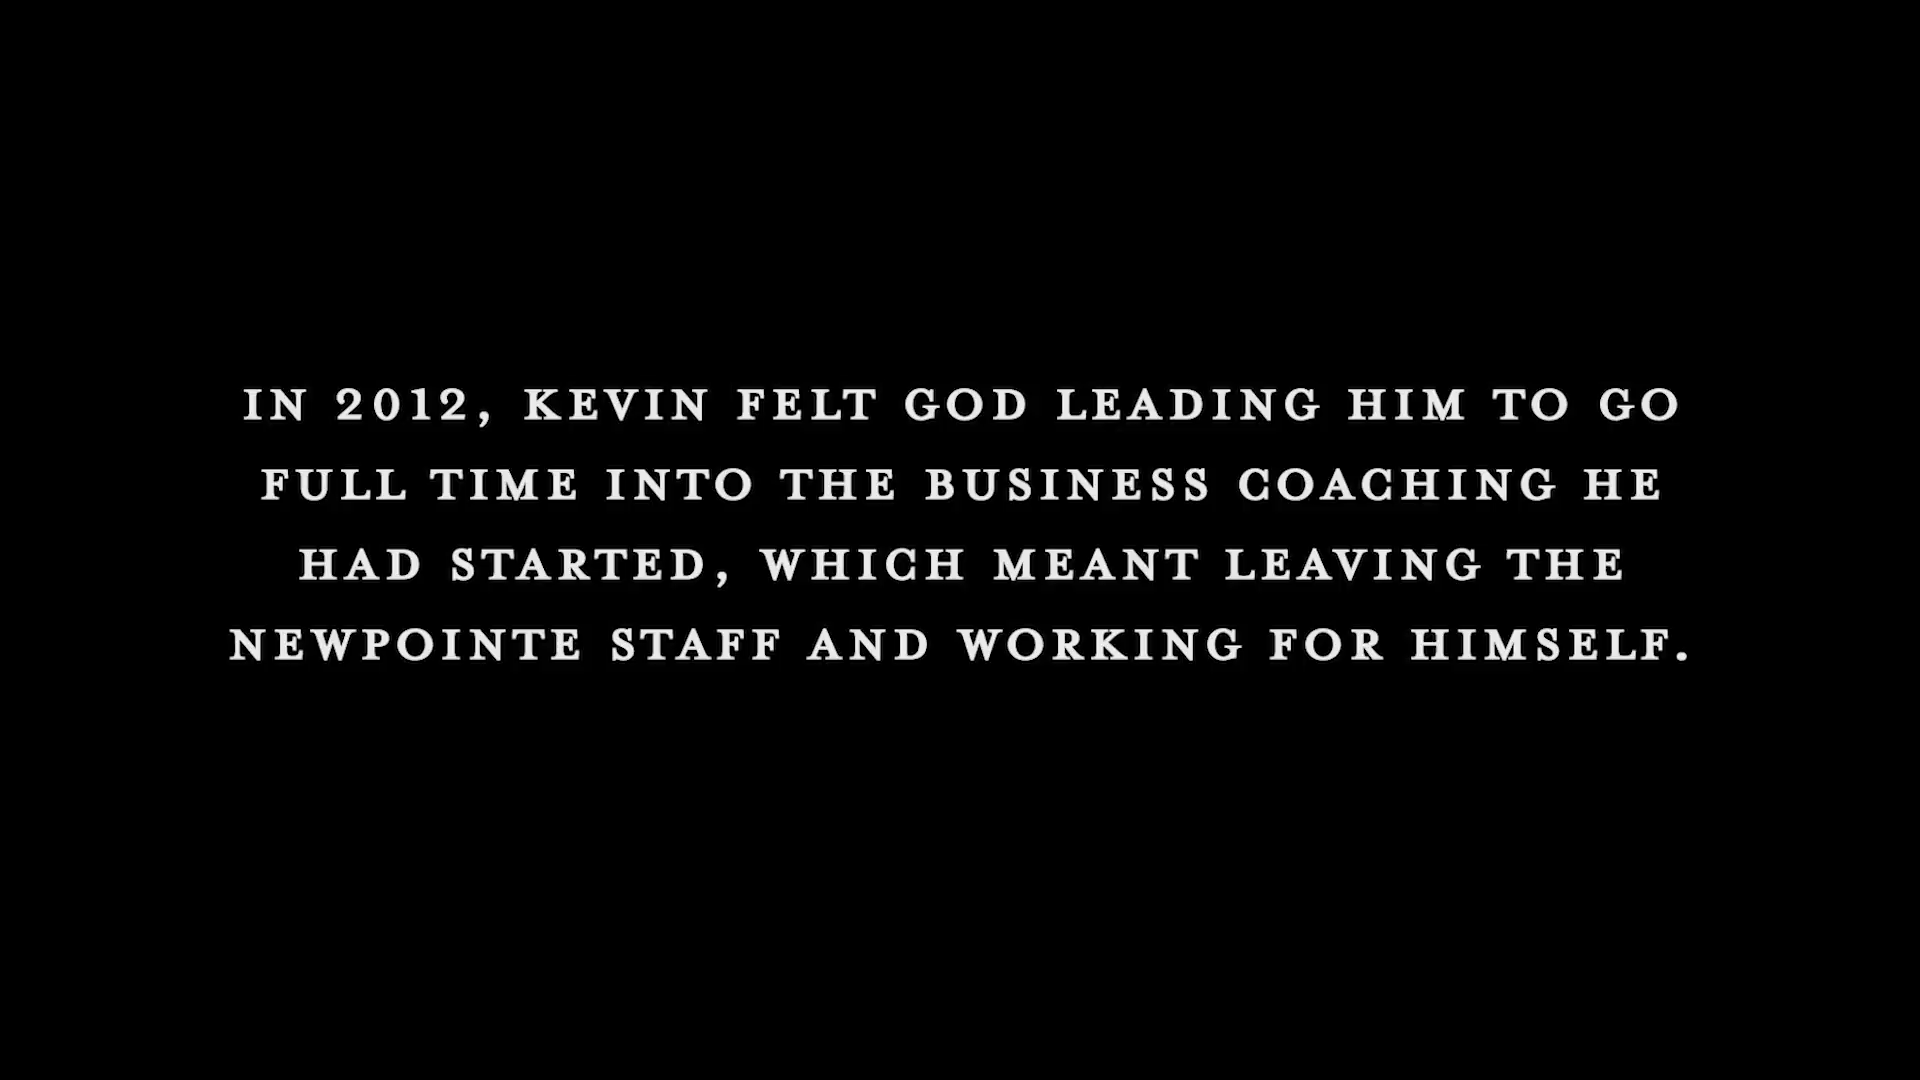 IN 2012, KEVIN FELT GOD LEADING HIM TO GO
FULL TIME INTO THE BUSINESS COACHING HE
HAD STARTED, WHICH MEANT LEAVING THE
NEWPOINTE STAFF AND WORKING FOR HIMSELF.